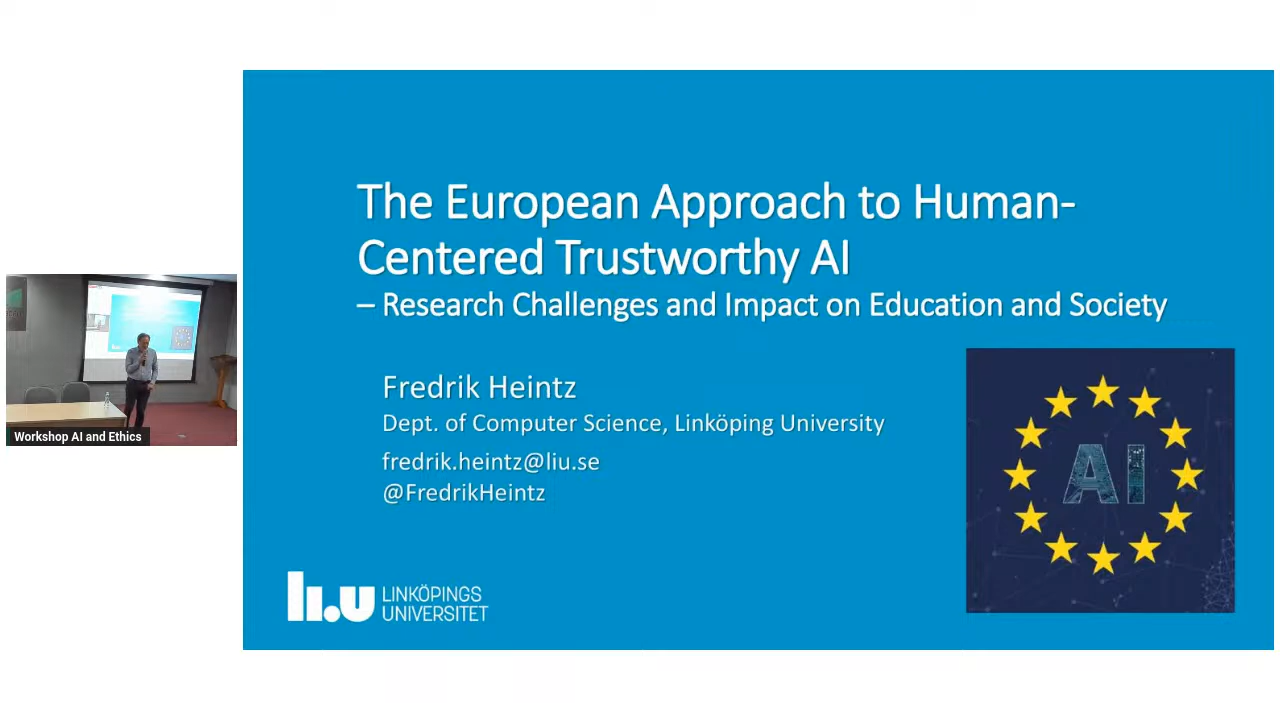 The European Approach to Human-
Centered Trustworthy AI
– Research Challenges and Impact on Education and Society
Fredrik Heintz
Dept. of Computer Science, Linköping University
fredrik.heintz@liu.se
@FredrikHeintz
AI
li.u LINKÖPINGS
UNIVERSITET
Workshop AI and Ethics